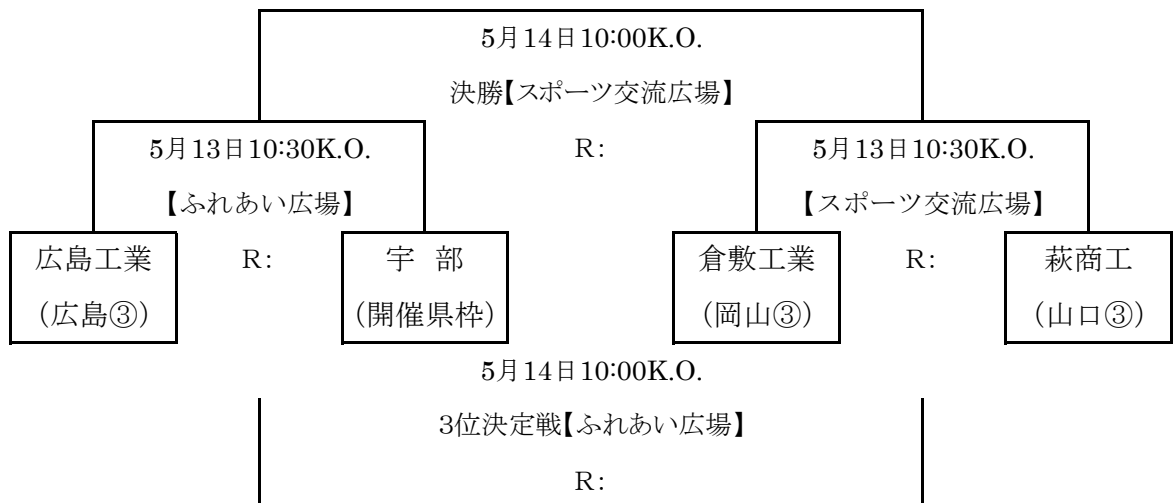 5月14日10:00K.O.
決勝【スポーツ交流広場】
5月13日10:30K.O.
R:
5月13日10:30K.O.
【ふれあい広場】
【スポーツ交流広場】
広島工業
R:
宇 部
倉敷工業
R:
萩商工
(広島③)
(開催県枠)
(岡山③)
(山口③)
5月14日10:00K.O.
3位決定戦【ふれあい広場】
R: